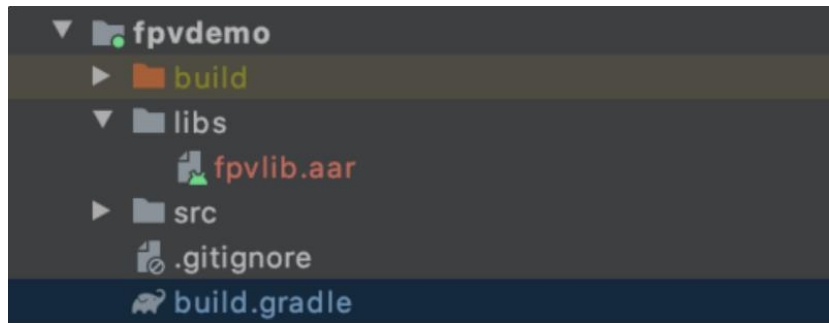 fpvdemo
build
libs
fpvlib.aar
src
.gitignore
build.gradle